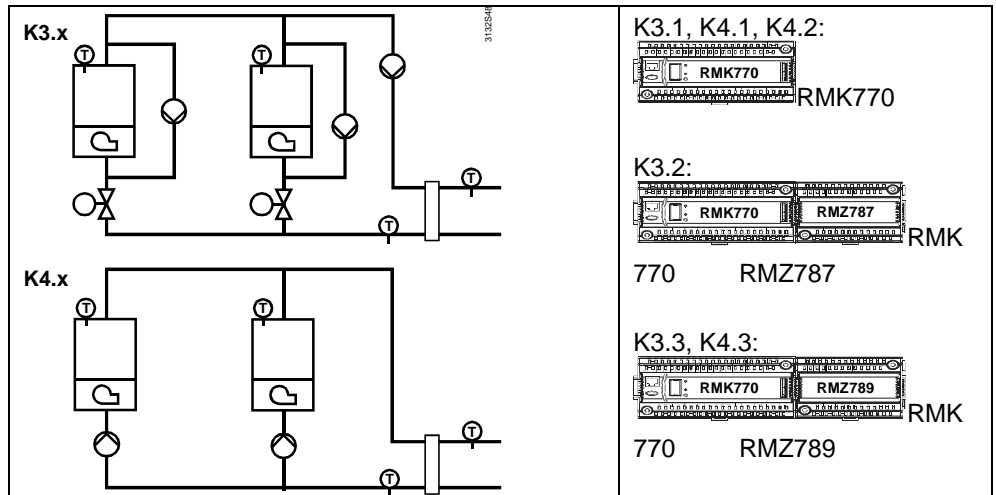 K3.x
T
T
T
T
3132S48
K4.x
T
T
T
T
K3.1, K4.1, K4.2:
RMK770
RMK770
K3.2:
RMK770 RMZ787
RMK
770 RMZ787
K3.3, K4.3:
RMK770 RMZ789
RMK
770 RMZ789